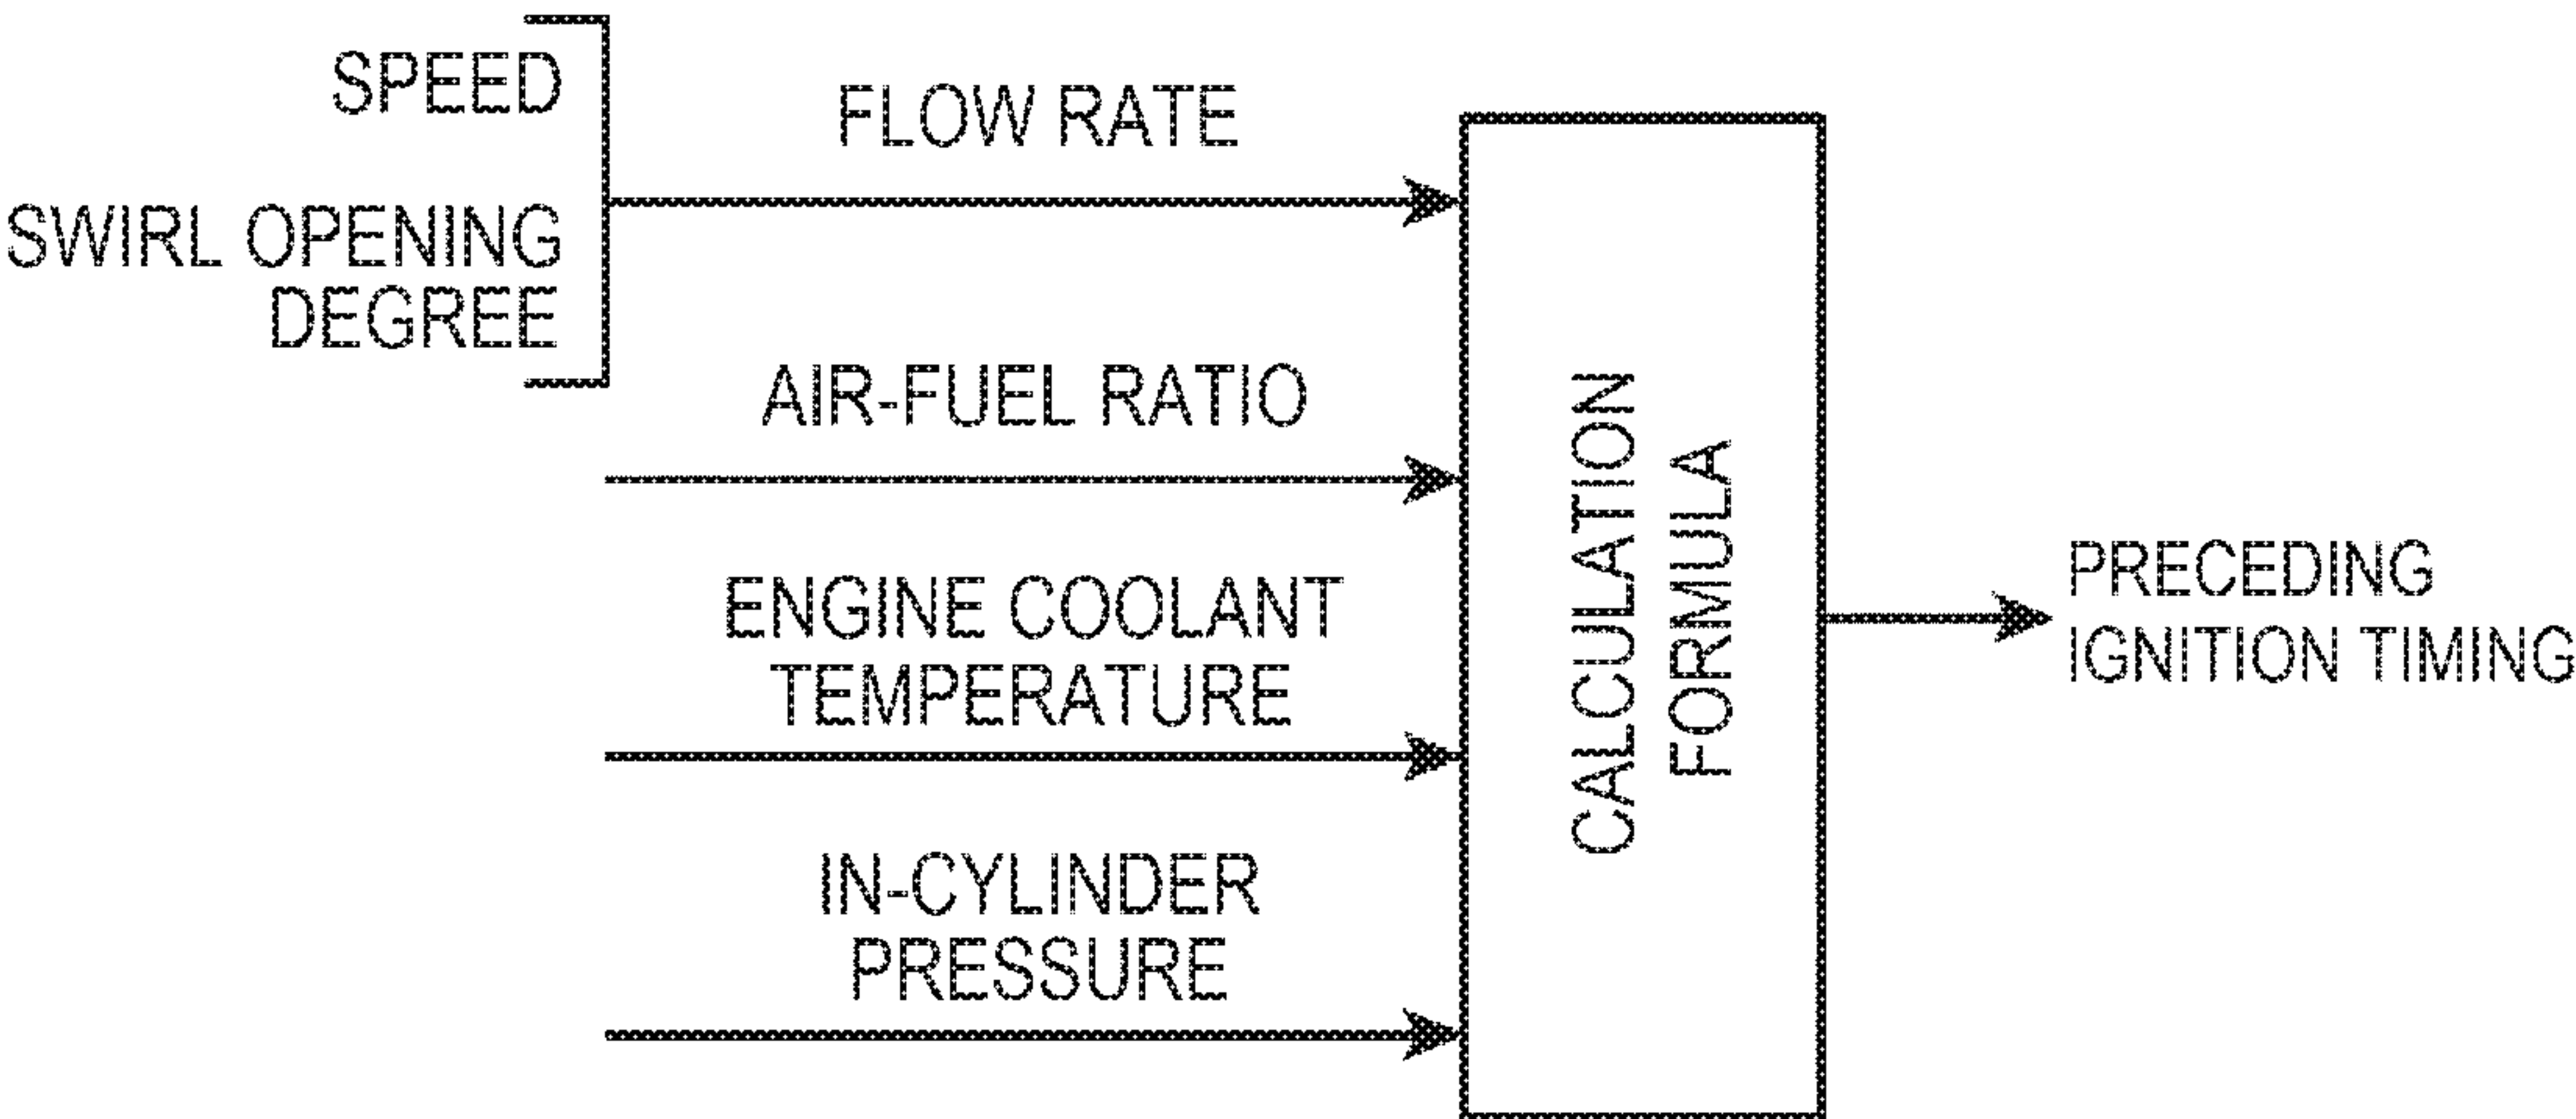 SPEED
SWIRL OPENING
DEGREE
FLOW RATE
AIR-FUEL RATIO
ENGINE COOLANT
TEMPERATURE
IN-CYLINDER
PRESSURE
CALCULATION
FORMULA
PRECEDING
IGNITION TIMING